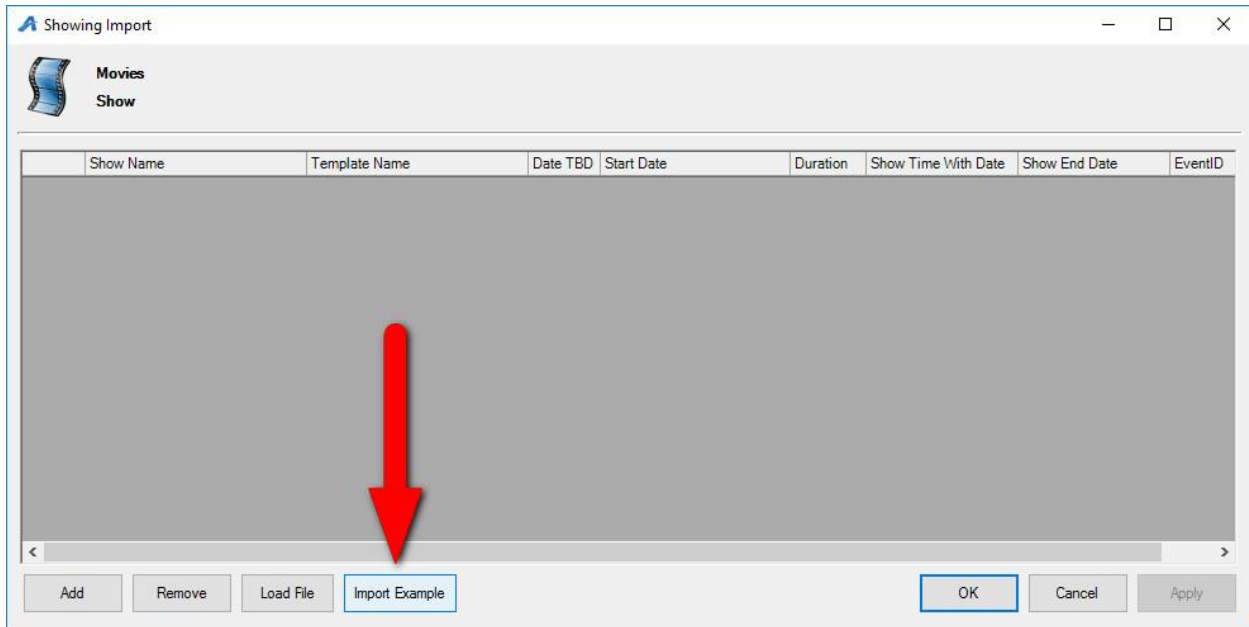 Showing Import
Movies
Show
Show Name Template Name Date TBD Start Date Duration Show Time With Date Show End Date EventID
Add Remove Load File Import Example OK Cancel Apply